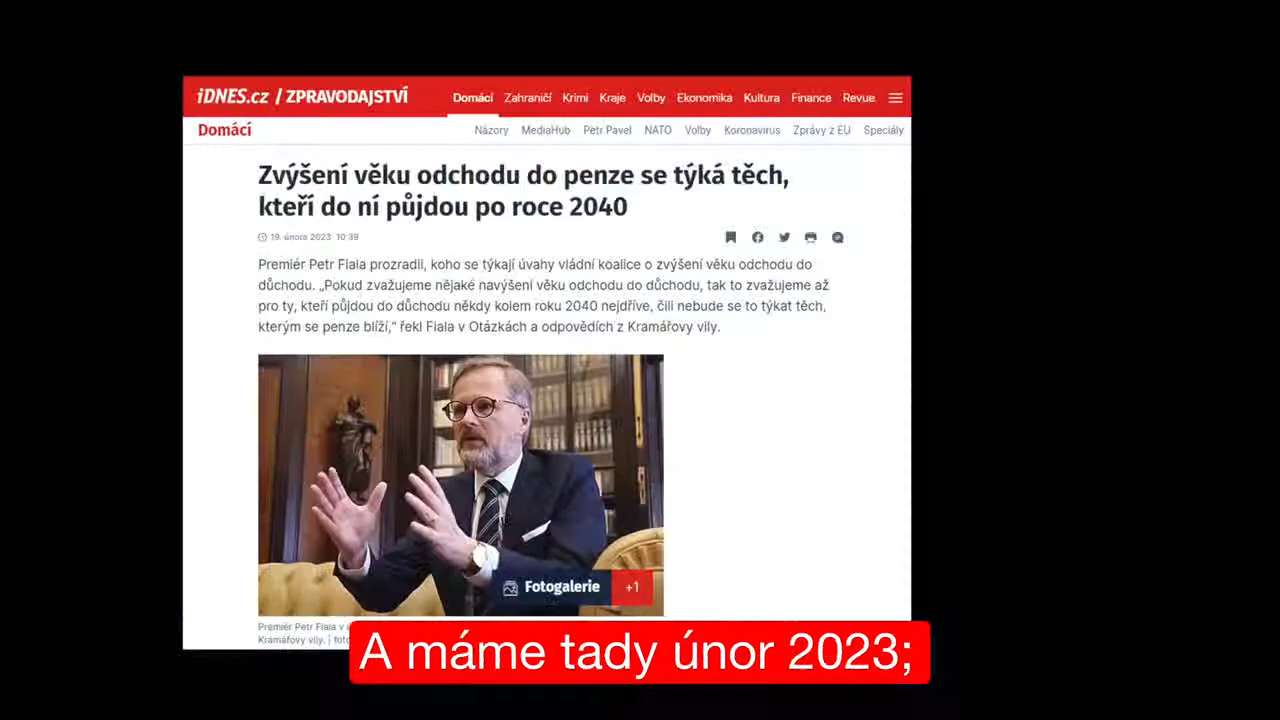 iDNES.cz / ZPRAVODAJSTVÍ Domácí Zahraničí Krimi Kraje Volby Ekonomika Kultura Finance Revue
Domácí Názory MediaHub Petr Pavel NATO Volby Koronavirus Zprávy z EU Speciály
Zvýšení věku odchodu do penze se týká těch,
kteří do ní půjdou po roce 2040
19. února 2023 10:39
Premiér Petr Fiala prozradil, koho se týkají úvahy vládní koalice o zvýšení věku odchodu do
důchodu. „Pokud zvažujeme nějaké navýšení věku odchodu do důchodu, tak to zvažujeme až
pro ty, kteří půjdou do důchodu někdy kolem roku 2040 nejdříve, čili nebude se to týkat těch,
kterým se penze blíží,“ řekl Fiala v Otázkách a odpovědích z Kramářovy vily.
Fotogalerie +1
Premiér Petr Fiala v
Kramářovy vily. |
A máme tady únor 2023;